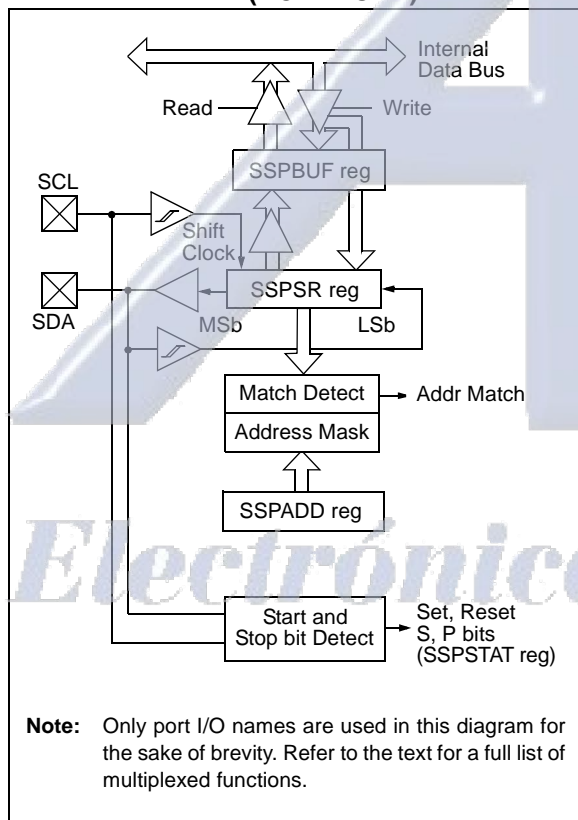 Internal
Data Bus
Read
Write
SSPBUF reg
SCL
Shift
Clock
SSPSR reg
SDA
MSb
LSb
Match Detect
Addr Match
Address Mask
SSPADD reg
Electrónica
Start and
Stop bit Detect
Set, Reset
S, P bits
(SSPSTAT reg)
Note: Only port I/O names are used in this diagram for
the sake of brevity. Refer to the text for a full list of
multiplexed functions.